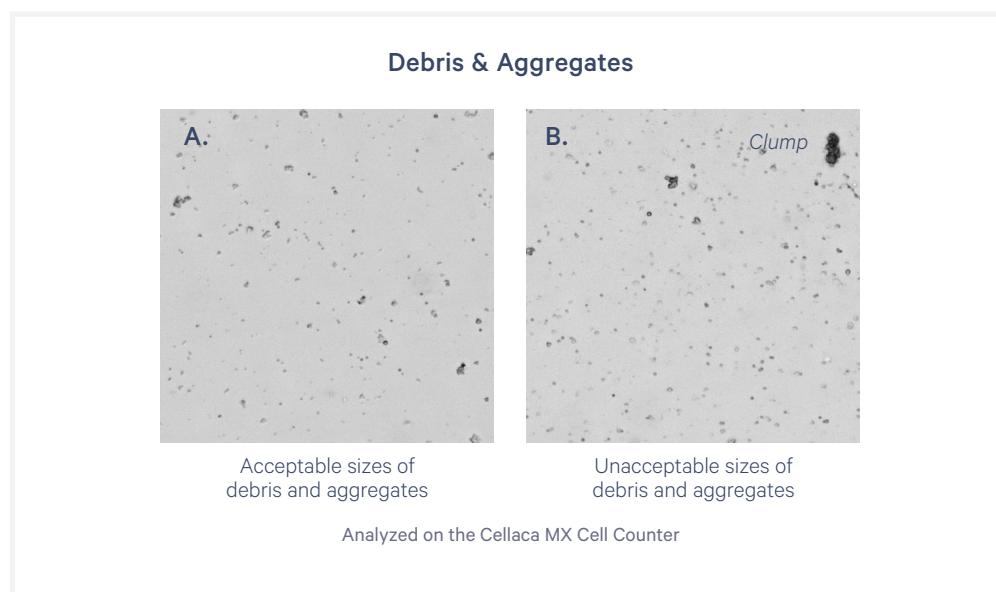 Debris & Aggregates
A.
B.
Clump
Acceptable sizes of
debris and aggregates
Unacceptable sizes of
debris and aggregates
Analyzed on the Cellaca MX Cell Counter